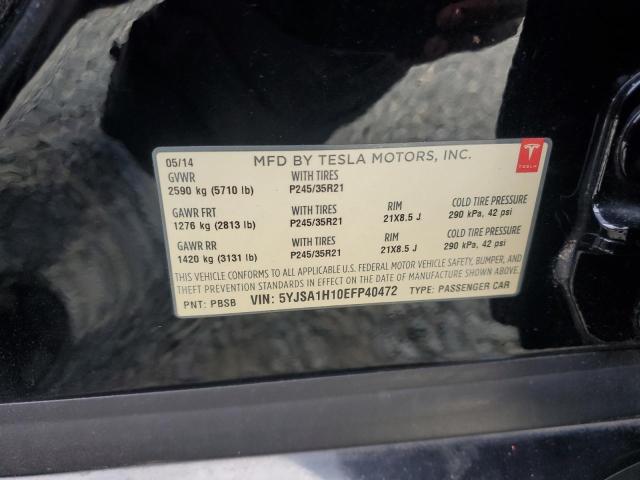 05/14 MFD BY TESLA MOTORS, INC.
TESLA
GVWR WITH TIRES
2590 kg (5710 lb) P245/35R21
GAWR FRT WITH TIRES RIM COLD TIRE PRESSURE
1276 kg (2813 lb) P245/35R21 21X8.5 J 290 kPa, 42 psi
GAWR RR WITH TIRES RIM COLD TIRE PRESSURE
1420 kg (3131 lb) P245/35R21 21X8.5 J 290 kPa, 42 psi
THIS VEHICLE CONFORMS TO ALL APPLICABLE U.S. FEDERAL MOTOR VEHICLE SAFETY, BUMPER, AND
THEFT PREVENTION STANDARDS IN EFFECT ON THE DATE OF MANUFACTURE SHOWN ABOVE.
PNT: PBSB VIN: 5YJSA1H10EFP40472 TYPE: PASSENGER CAR